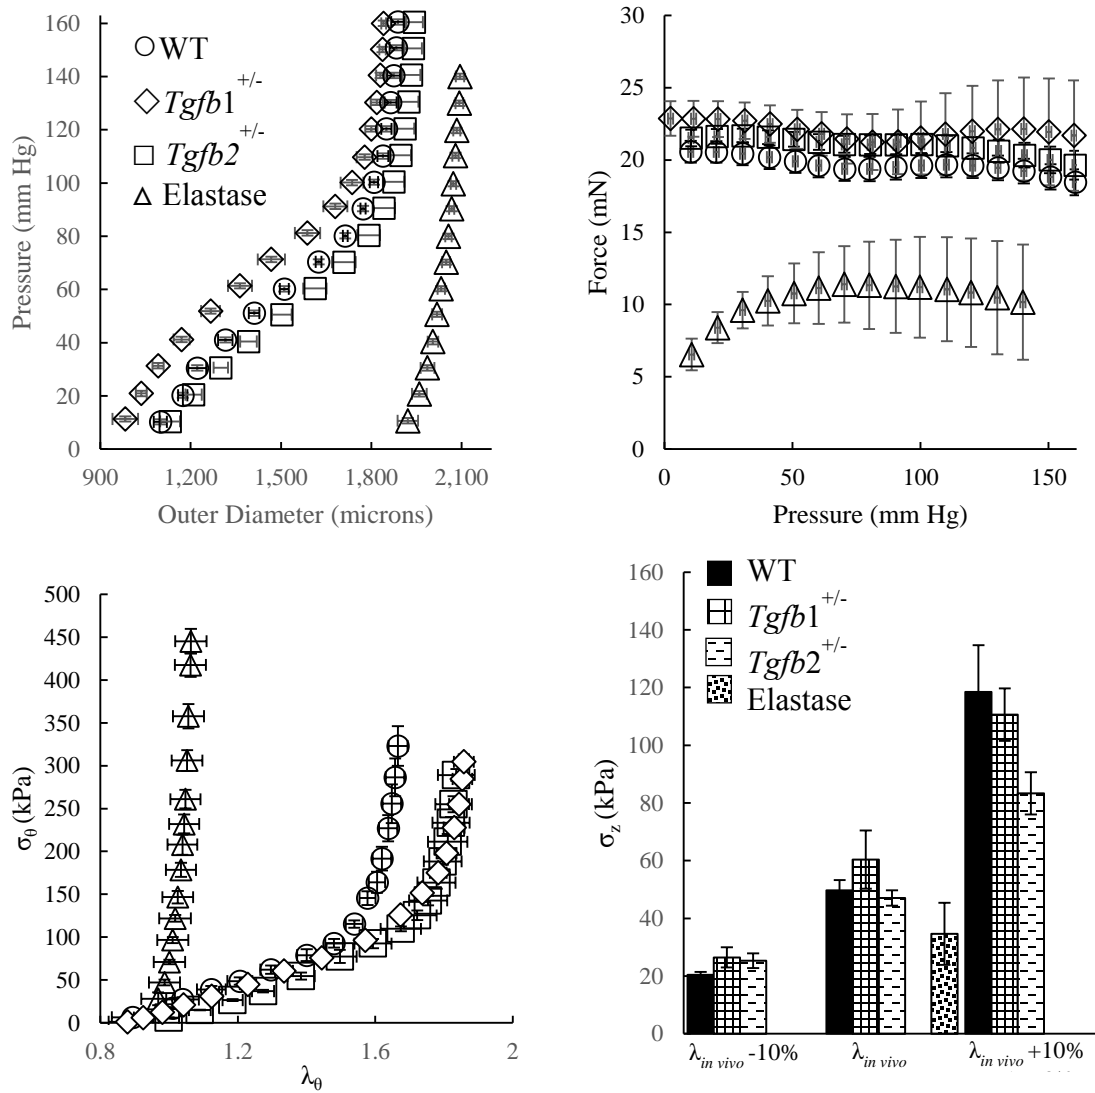 160
140
120
100
80
60
40
20
0
Pressure (mm Hg)
WT
Tgfb1+/-
Tgfb2+/-
Elastase
900 1,200 1,500 1,800 2,100
Outer Diameter (microns)
30
25
20
15
10
5
0
Force (mN)
0 50 100 150
Pressure (mm Hg)
500
450
400
350
300
250
200
150
100
50
0
σθ (kPa)
0.8 1.2 1.6 2
λθ
160
140
120
100
80
60
40
20
0
σz (kPa)
WT
Tgfb1+/-
Tgfb2+/-
Elastase
λin vivo -10% λin vivo λin vivo +10%